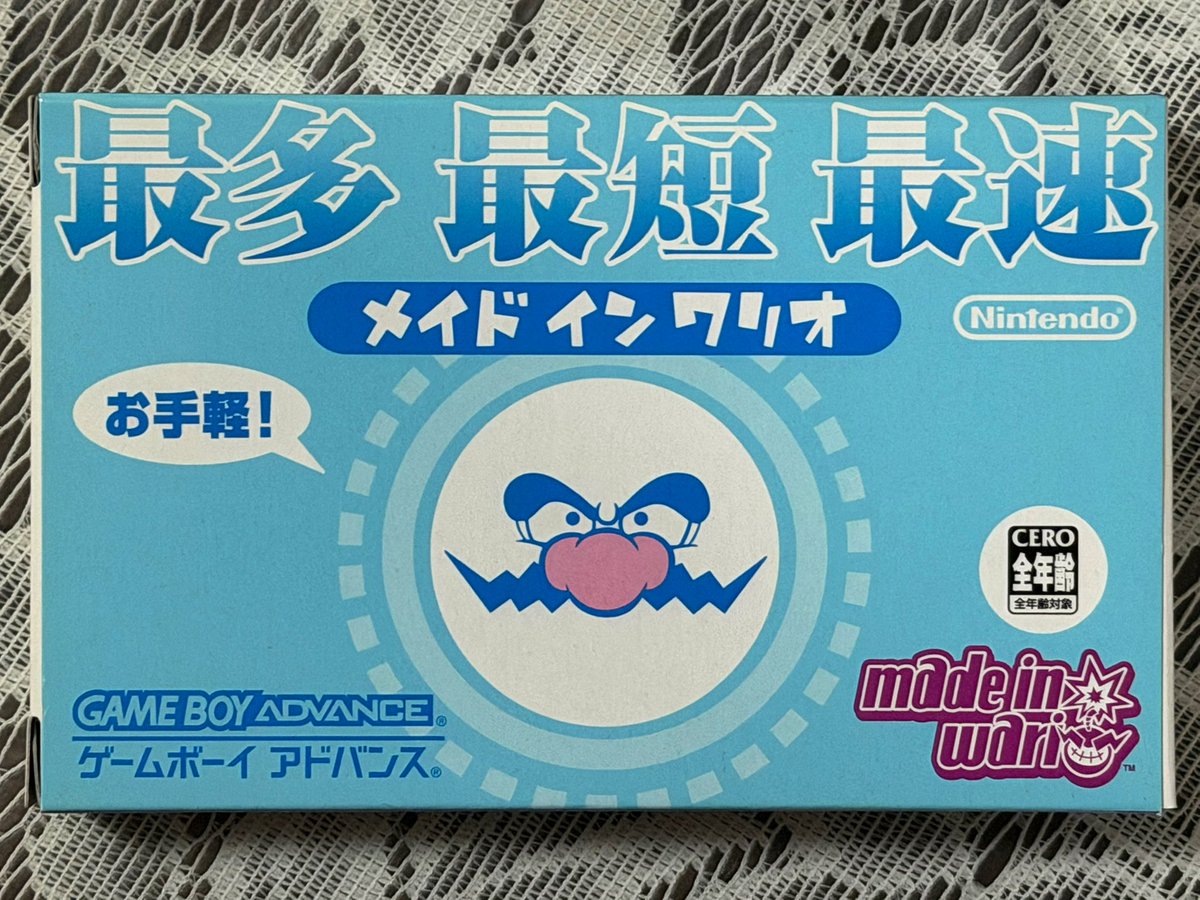 最多 最短 最速
メイド イン ワリオ
Nintendo®
お手軽!
CERO
全年齢
全年齢対象
GAME BOY ADVANCE®
ゲームボーイ アドバンス®
made in
wario™